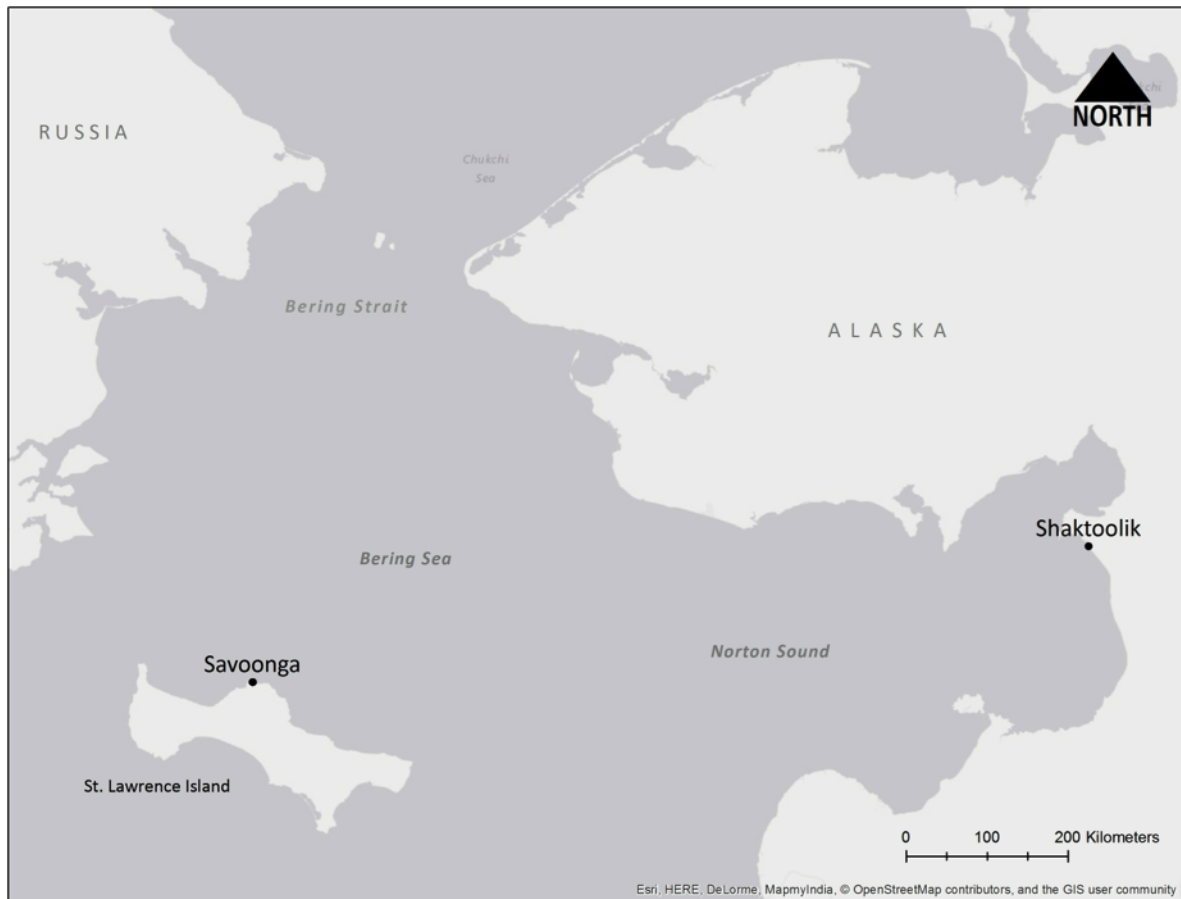 RUSSIA
Chukchi
Sea
NORTH
Bering Strait
ALASKA
Shaktoolik
Bering Sea
Norton Sound
Savoonga
St. Lawrence Island
0 100 200 Kilometers
Esri, HERE, DeLorme, MapmyIndia, © OpenStreetMap contributors, and the GIS user community